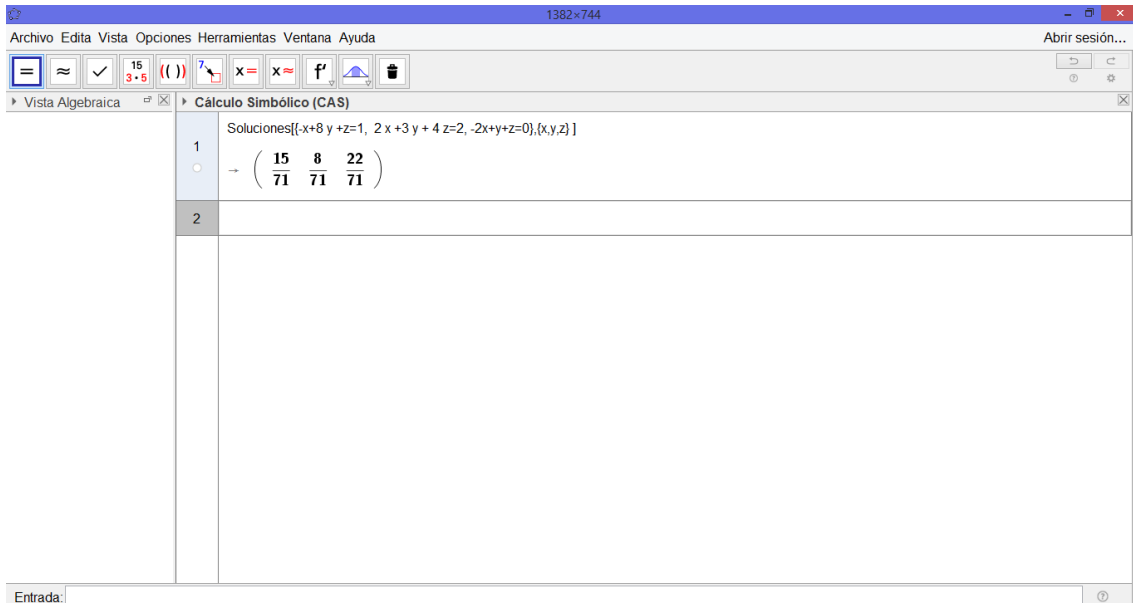 1382×744
Archivo Edita Vista Opciones Herramientas Ventana Ayuda
Abrir sesión...
= ≈ ✓ 15 3·5 (( )) 7 x= x≈ f′
Vista Algebraica
Cálculo Simbólico (CAS)
1
Soluciones[{-x+8 y +z=1, 2 x +3 y + 4 z=2, -2x+y+z=0},{x,y,z} ]
→ ( 15/71 8/71 22/71 )
2
Entrada: